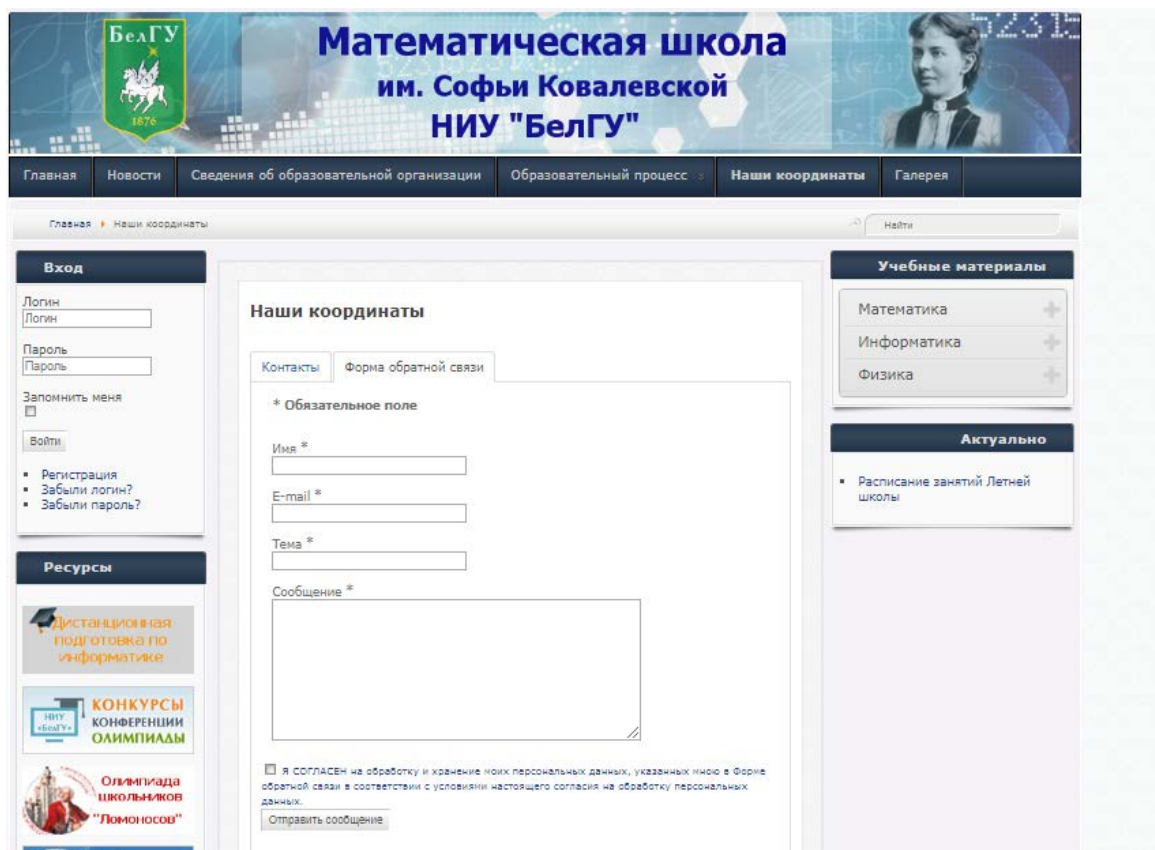 БелГУ
1876
Математическая школа
им. Софьи Ковалевской
НИУ "БелГУ"
52313
Главная Новости Сведения об образовательной организации Образовательный процесс Наши координаты Галерея
Главная Наши координаты
Найти
Вход
Логин
Логин
Пароль
Пароль
Запомнить меня
Войти
Регистрация
Забыли логин?
Забыли пароль?
Ресурсы
Дистанционная
подготовка по
информатике
НИУ
«БелГУ»
КОНКУРСЫ
КОНФЕРЕНЦИИ
ОЛИМПИАДЫ
Олимпиада
школьников
"Ломоносов"
Наши координаты
Контакты Форма обратной связи
* Обязательное поле
Имя *
E-mail *
Тема *
Сообщение *
Я СОГЛАСЕН на обработку и хранение моих персональных данных, указанных мною в Форме
обратной связи в соответствии с условиями настоящего согласия на обработку персональных
данных.
Отправить сообщение
Учебные материалы
Математика
Информатика
Физика
Актуально
Расписание занятий Летней
школы